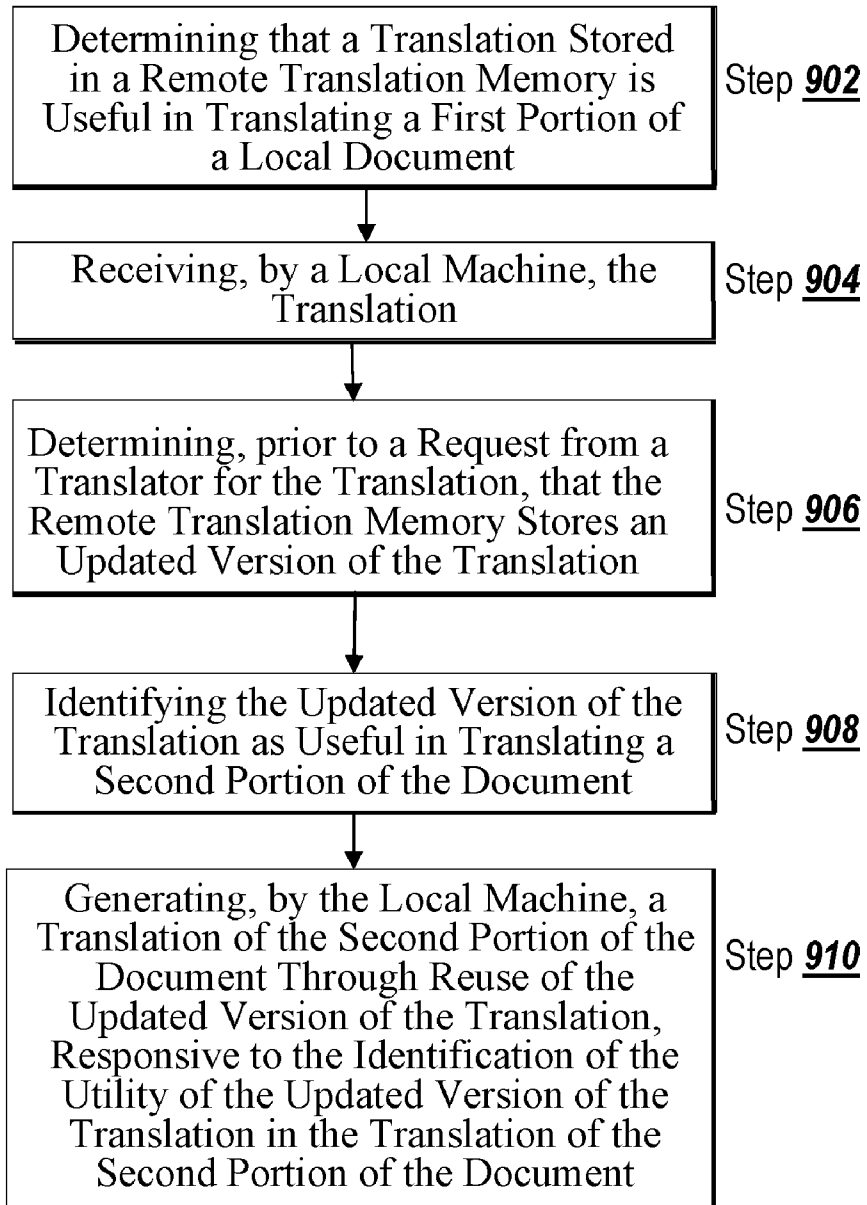 Determining that a Translation Stored
in a Remote Translation Memory is
Useful in Translating a First Portion of
a Local Document
Step 902
Receiving, by a Local Machine, the
Translation
Step 904
Determining, prior to a Request from a
Translator for the Translation, that the
Remote Translation Memory Stores an
Updated Version of the Translation
Step 906
Identifying the Updated Version of the
Translation as Useful in Translating a
Second Portion of the Document
Step 908
Generating, by the Local Machine, a
Translation of the Second Portion of the
Document Through Reuse of the
Updated Version of the Translation,
Responsive to the Identification of the
Utility of the Updated Version of the
Translation in the Translation of the
Second Portion of the Document
Step 910